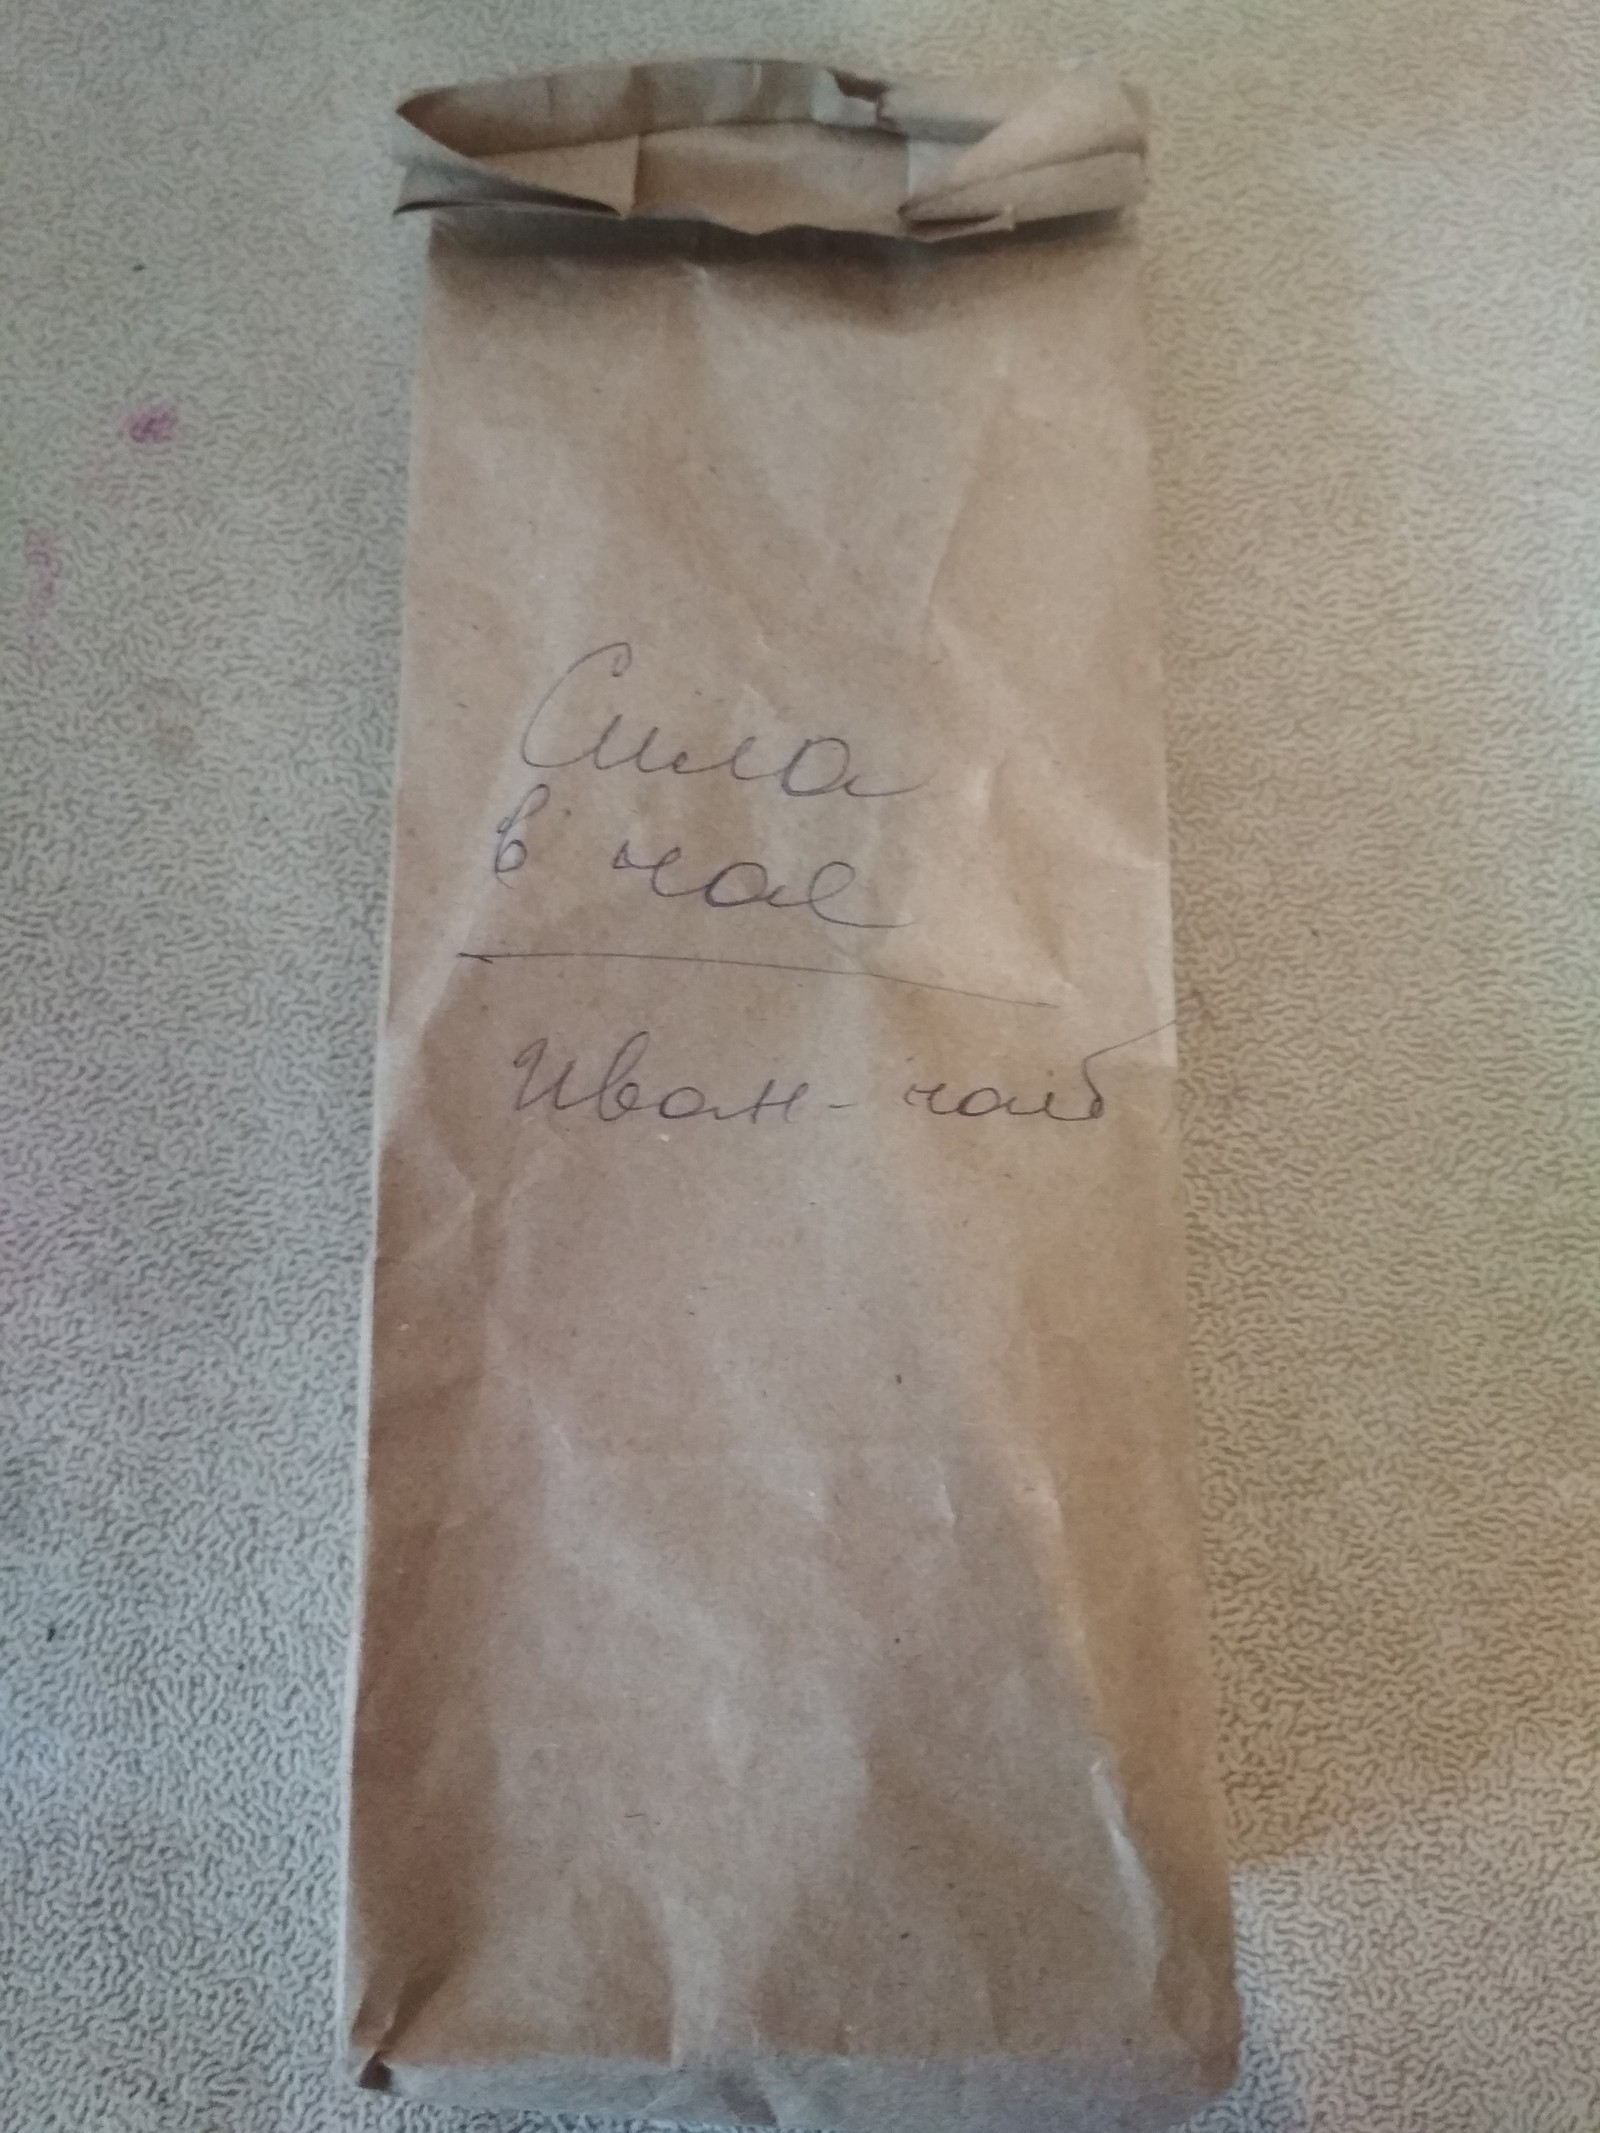 Сила
в чае
Иван-чай